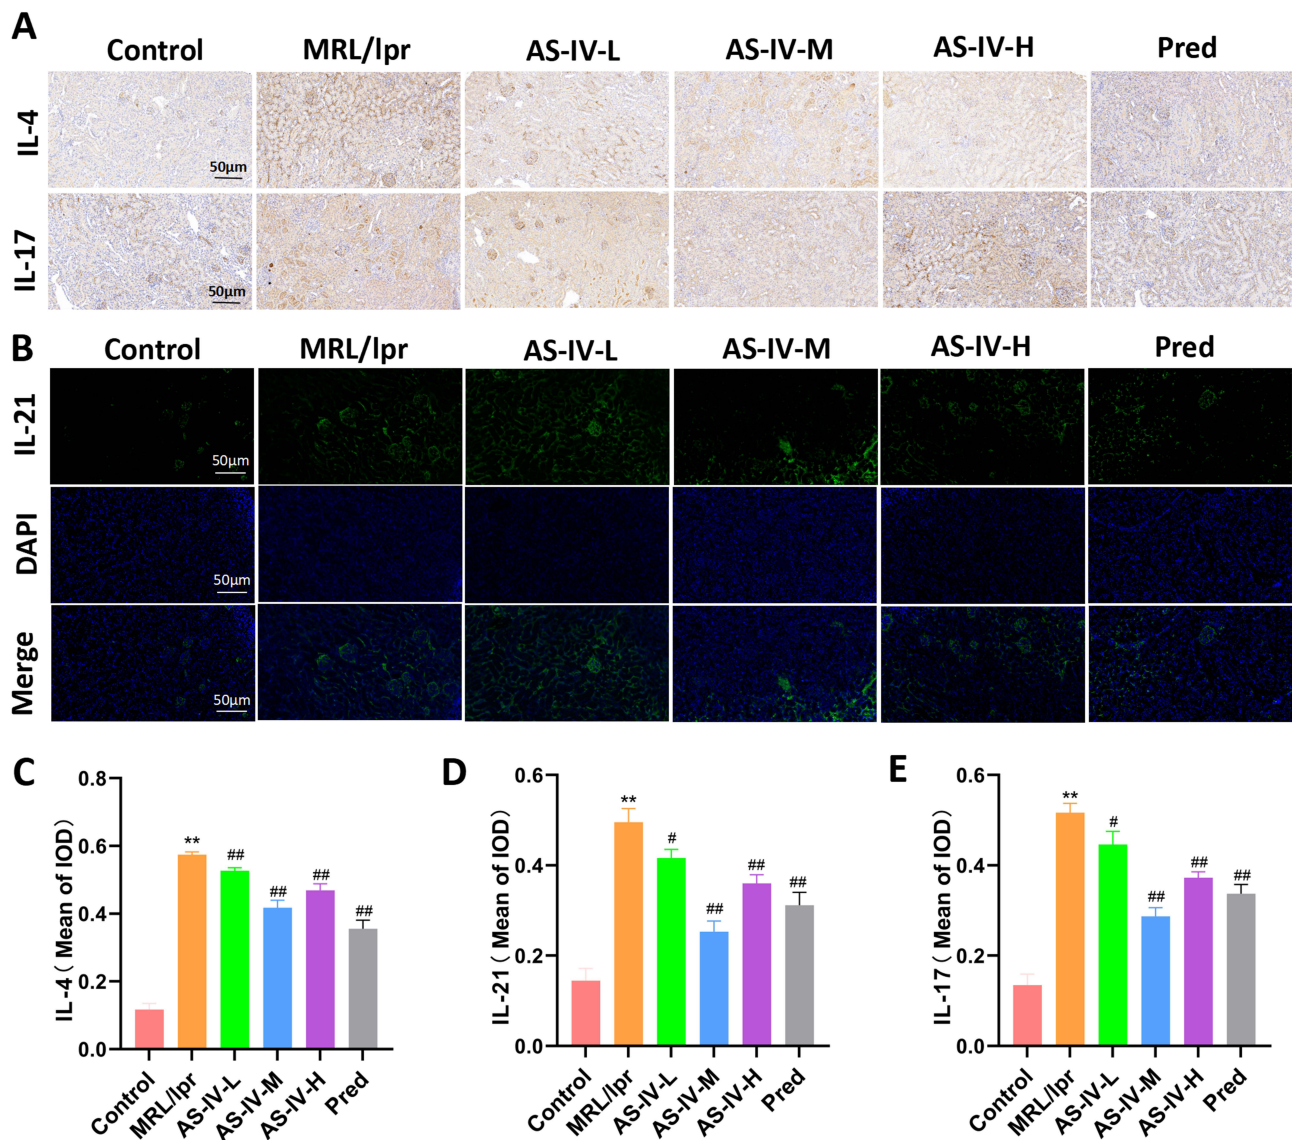 A
Control MRL/lpr AS-IV-L AS-IV-M AS-IV-H Pred
IL-4
50μm
IL-17
50μm
B
Control MRL/lpr AS-IV-L AS-IV-M AS-IV-H Pred
IL-21
50μm
DAPI
50μm
Merge
50μm
C
IL-4（Mean of IOD）
0.8
0.6
0.4
0.2
0.0
** ## ## ## ##
Control MRL/lpr AS-IV-L AS-IV-M AS-IV-H Pred
D
IL-21（Mean of IOD）
0.6
0.4
0.2
0.0
** # ## ## ##
Control MRL/lpr AS-IV-L AS-IV-M AS-IV-H Pred
E
IL-17（Mean of IOD）
0.6
0.4
0.2
0.0
** # ## ## ##
Control MRL/lpr AS-IV-L AS-IV-M AS-IV-H Pred